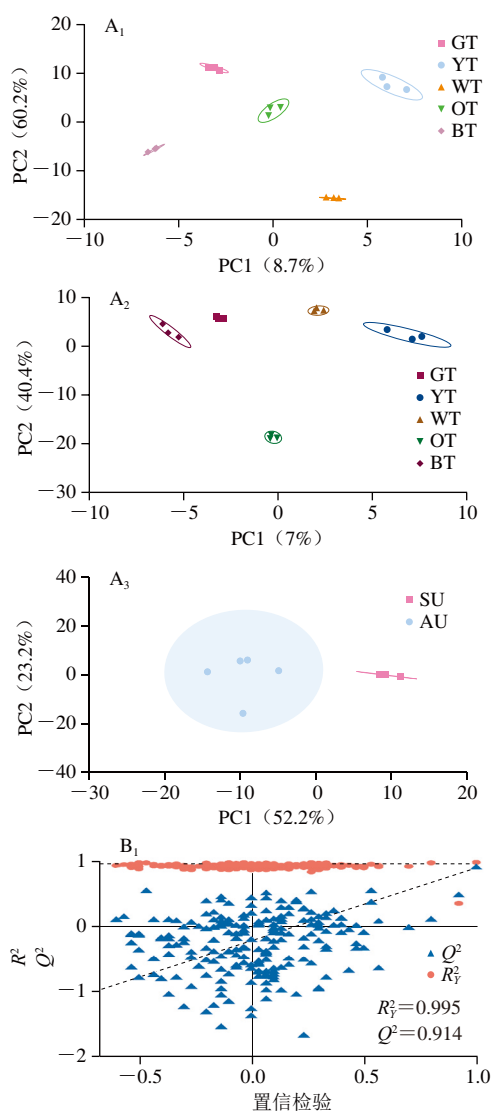 A₁
GT
YT
WT
OT
BT
20
10
0
−10
−20
PC2（60.2%）
−10
−5
0
5
10
PC1（8.7%）
A₂
10
0
−10
−20
−30
PC2（40.4%）
GT
YT
WT
OT
BT
−10
−5
0
5
10
PC1（7%）
A₃
40
20
0
−20
−40
PC2（23.2%）
SU
AU
−30
−20
−10
0
10
20
PC1（52.2%）
B₁
1
0
−1
−2
R²
Q²
Q²
R²Y
R²Y=0.995
Q²=0.914
−0.5
0.0
0.5
1.0
置信检验